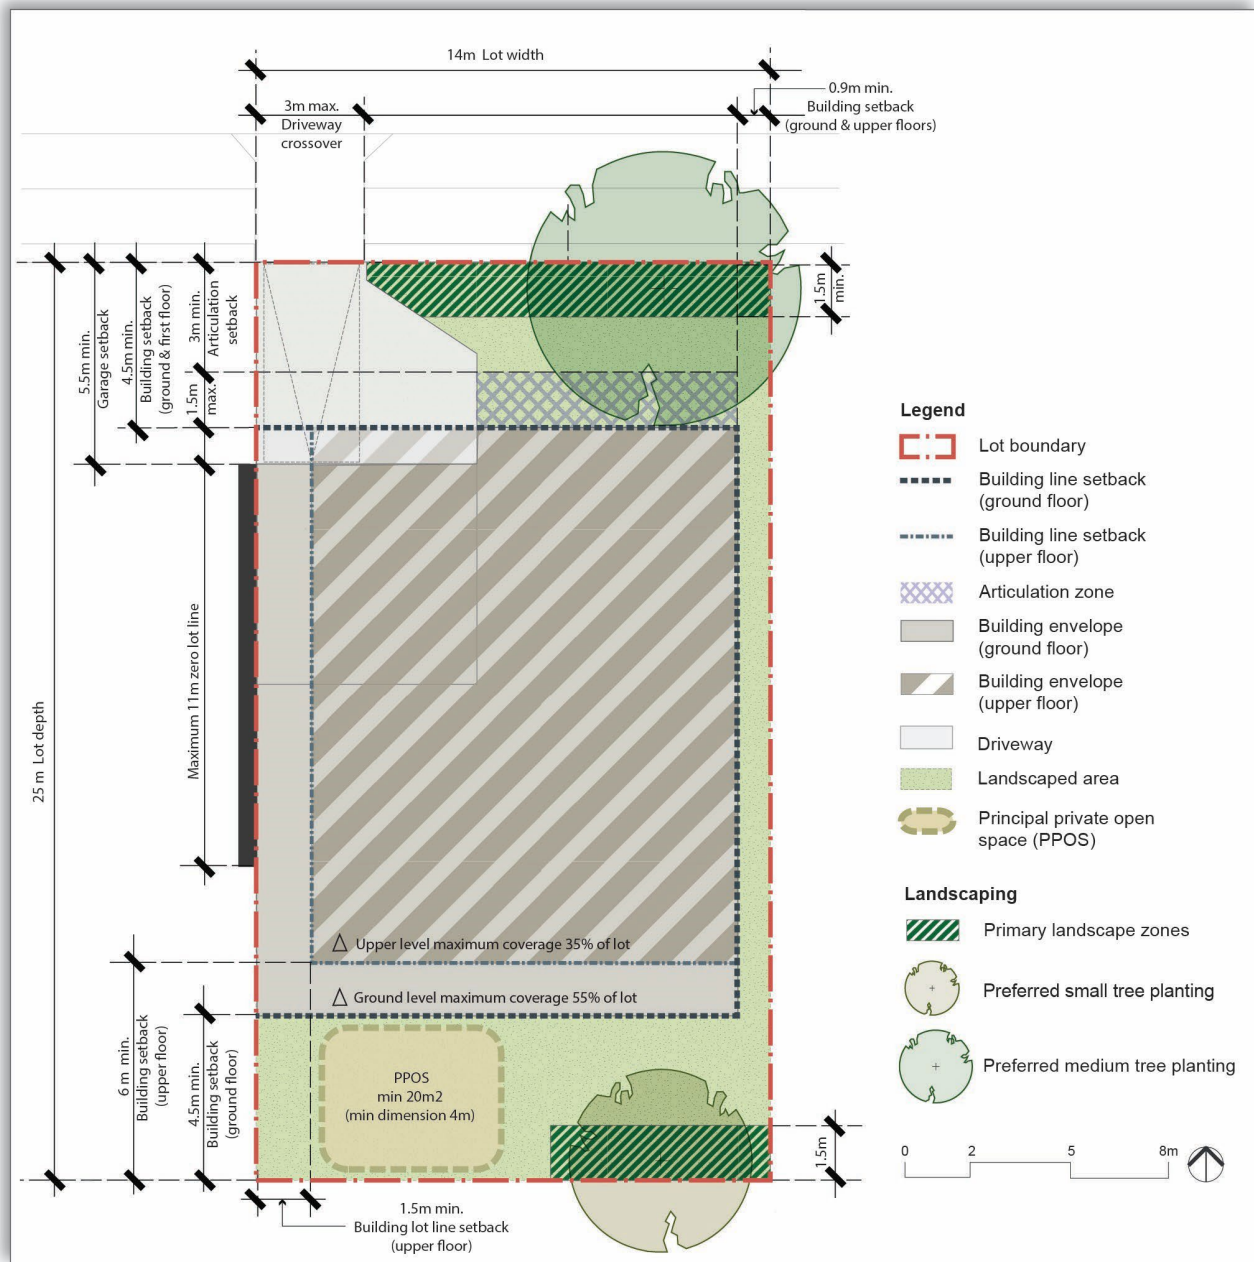 14m  Lot width
0.9m min.
Building setback
(ground & upper floors)
3m max.
Driveway
crossover
5.5m min.
Garage setback
4.5m min.
Building setback
(ground & first floor)
3m min.
Articulation
setback
1.5m
max.
1.5m
min.
Maximum 11m zero lot line
25 m  Lot depth
△ Upper level maximum coverage 35% of lot
△ Ground level maximum coverage 55% of lot
6 m  min.
Building setback
(upper floor)
4.5m min.
Building setback
(ground floor)
PPOS
min 20m2
(min dimension 4m)
1.5m
1.5m min.
Building lot line setback
(upper floor)
Legend
Lot boundary
Building line setback
(ground floor)
Building line setback
(upper floor)
Articulation zone
Building envelope
(ground floor)
Building envelope
(upper floor)
Driveway
Landscaped area
Principal private open
space (PPOS)
Landscaping
Primary landscape zones
Preferred small tree planting
Preferred medium tree planting
0 2 5 8m